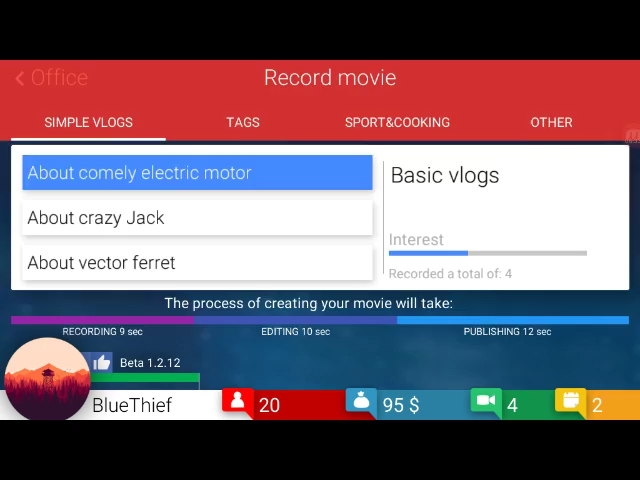 Office
Record movie
SIMPLE VLOGS
TAGS
SPORT&COOKING
OTHER
About comely electric motor
About crazy Jack
About vector ferret
Basic vlogs
Interest
Recorded a total of: 4
The process of creating your movie will take:
RECORDING 9 sec
EDITING 10 sec
PUBLISHING 12 sec
Beta 1.2.12
BlueThief
20
95 $
4
2